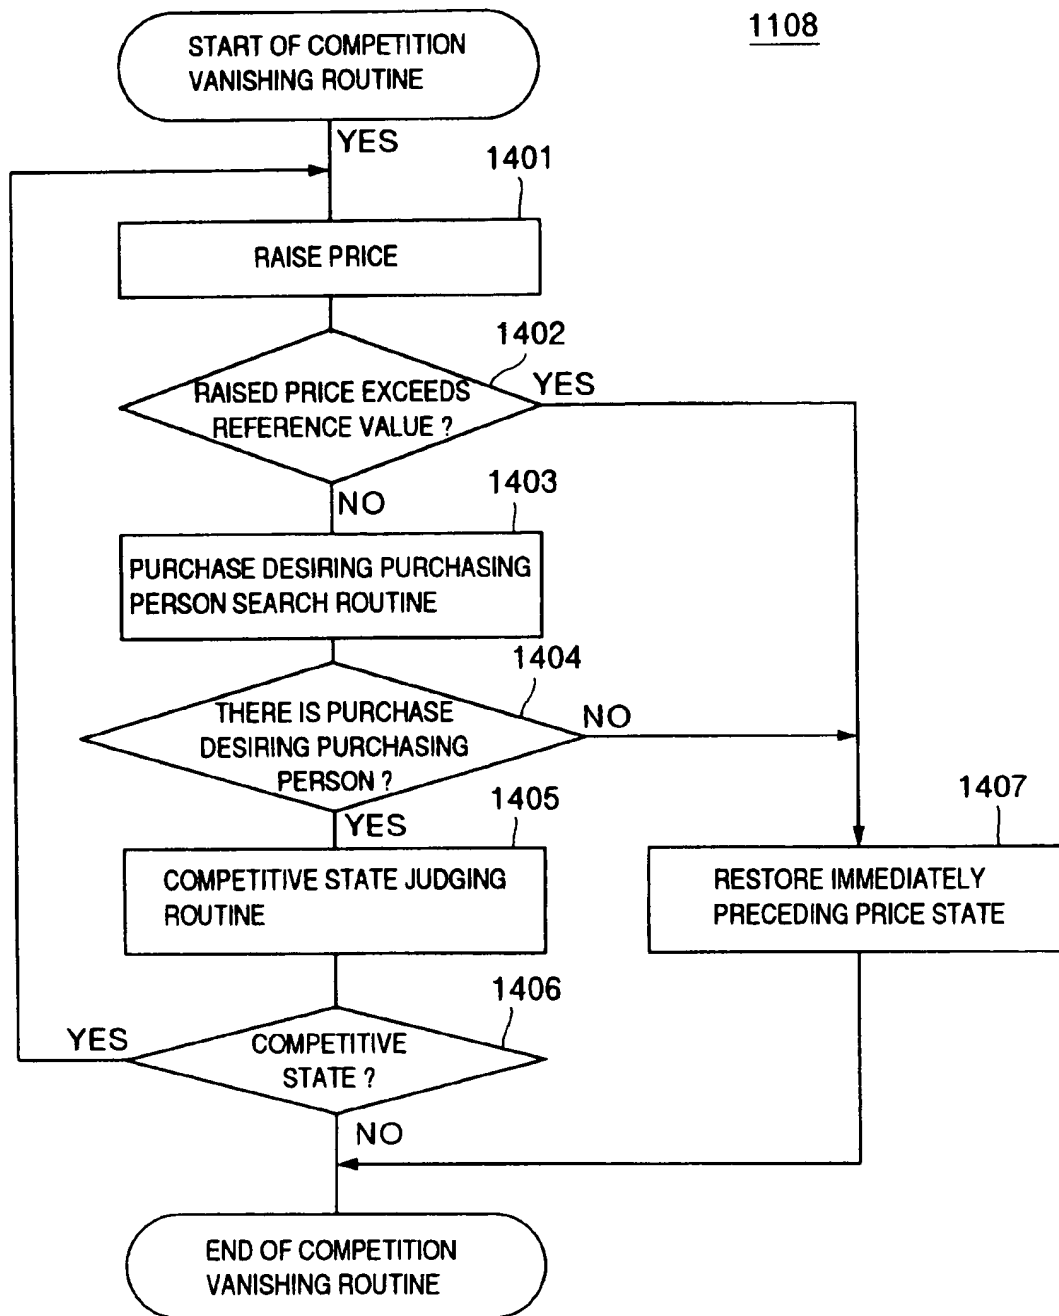 1108
START OF COMPETITION
VANISHING ROUTINE
YES
1401
RAISE PRICE
1402
RAISED PRICE EXCEEDS
REFERENCE VALUE ?
YES
NO
1403
PURCHASE DESIRING PURCHASING
PERSON SEARCH ROUTINE
1404
THERE IS PURCHASE
DESIRING PURCHASING
PERSON ?
NO
YES
1405
COMPETITIVE STATE JUDGING
ROUTINE
1407
RESTORE IMMEDIATELY
PRECEDING PRICE STATE
1406
COMPETITIVE
STATE ?
YES
NO
END OF COMPETITION
VANISHING ROUTINE